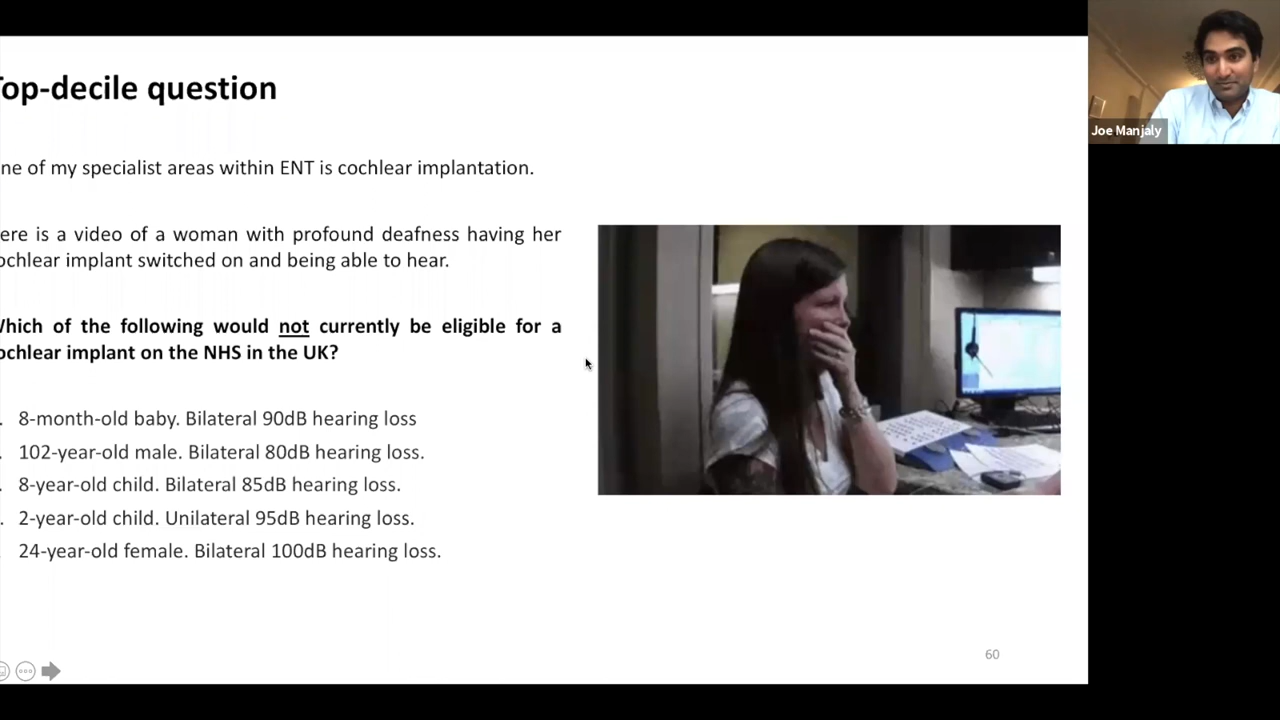 Top-decile question
Joe Manjaly
ne of my specialist areas within ENT is cochlear implantation.
ere is a video of a woman with profound deafness having her
ochlear implant switched on and being able to hear.
Which of the following would not currently be eligible for a
ochlear implant on the NHS in the UK?
. 8-month-old baby. Bilateral 90dB hearing loss
. 102-year-old male. Bilateral 80dB hearing loss.
. 8-year-old child. Bilateral 85dB hearing loss.
. 2-year-old child. Unilateral 95dB hearing loss.
24-year-old female. Bilateral 100dB hearing loss.
60